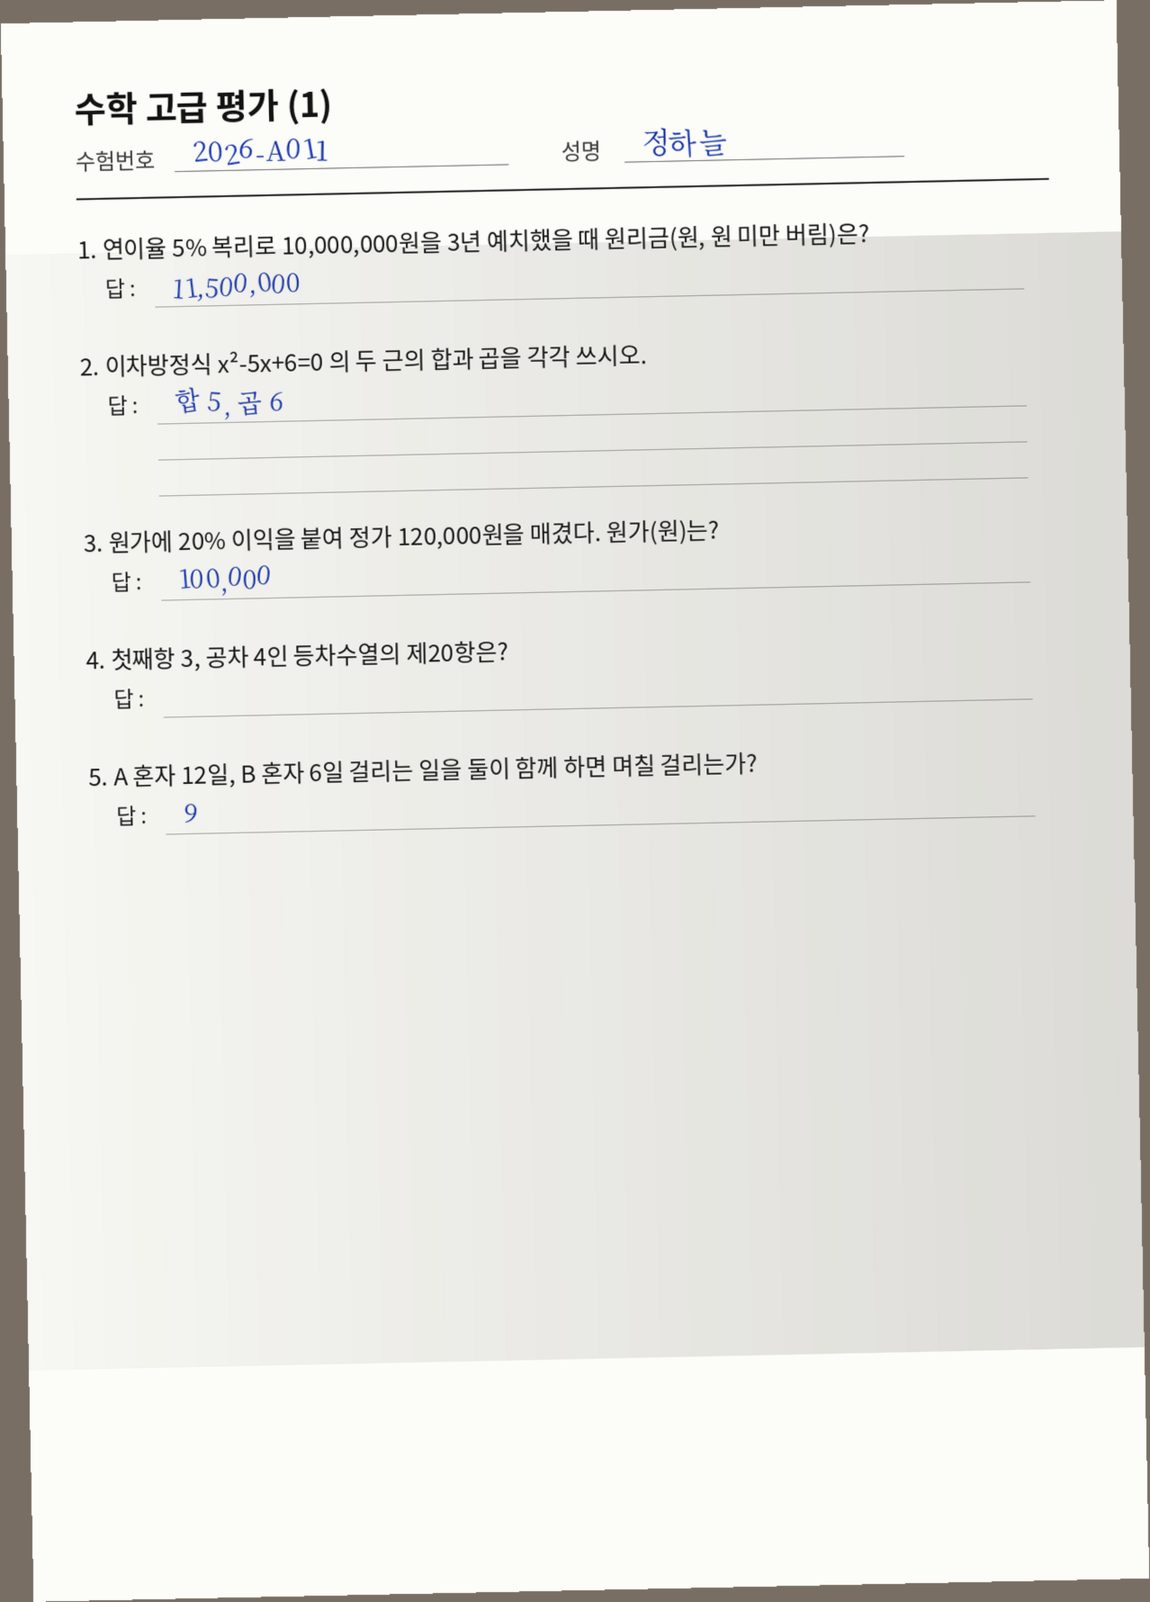 수학 고급 평가 (1)
수험번호 2026-A011 성명 정하늘
1. 연이율 5% 복리로 10,000,000원을 3년 예치했을 때 원리금(원, 원 미만 버림)은?
답 : 11,500,000
2. 이차방정식 x²-5x+6=0 의 두 근의 합과 곱을 각각 쓰시오.
답 : 합 5, 곱 6
3. 원가에 20% 이익을 붙여 정가 120,000원을 매겼다. 원가(원)는?
답 : 100,000
4. 첫째항 3, 공차 4인 등차수열의 제20항은?
답 :
5. A 혼자 12일, B 혼자 6일 걸리는 일을 둘이 함께 하면 며칠 걸리는가?
답 : 9